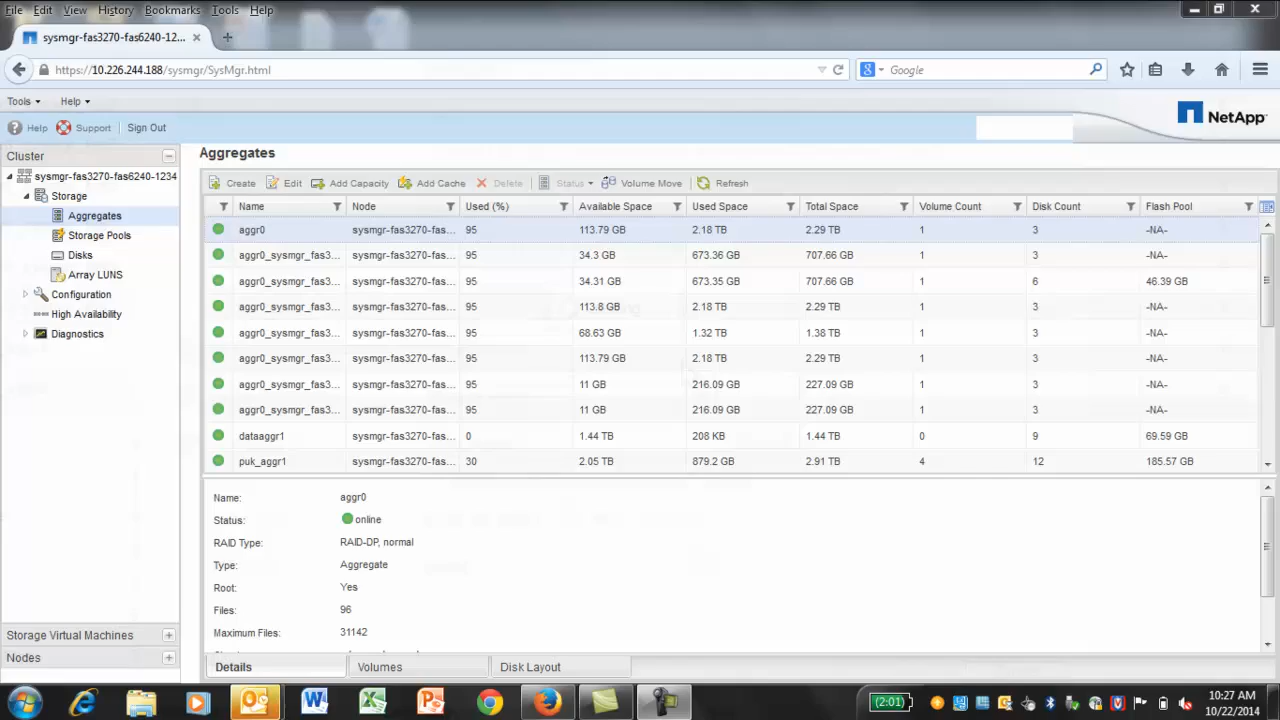 File Edit View History Bookmarks Tools Help
sysmgr-fas3270-fas6240-12... × +
https://10.226.244.188/sysmgr/SysMgr.html Google
Tools Help
NetApp
Help Support Sign Out
Cluster
sysmgr-fas3270-fas6240-1234
Storage
Aggregates
Storage Pools
Disks
Array LUNS
Configuration
High Availability
Diagnostics
Storage Virtual Machines
Nodes
Aggregates
Create Edit Add Capacity Add Cache Delete Status Volume Move Refresh
Name Node Used (%) Available Space Used Space Total Space Volume Count Disk Count Flash Pool
aggr0 sysmgr-fas3270-fas... 95 113.79 GB 2.18 TB 2.29 TB 1 3 -NA-
aggr0_sysmgr_fas3... sysmgr-fas3270-fas... 95 34.3 GB 673.36 GB 707.66 GB 1 3 -NA-
aggr0_sysmgr_fas3... sysmgr-fas3270-fas... 95 34.31 GB 673.35 GB 707.66 GB 1 6 46.39 GB
aggr0_sysmgr_fas3... sysmgr-fas3270-fas... 95 113.8 GB 2.18 TB 2.29 TB 1 3 -NA-
aggr0_sysmgr_fas3... sysmgr-fas3270-fas... 95 68.63 GB 1.32 TB 1.38 TB 1 3 -NA-
aggr0_sysmgr_fas3... sysmgr-fas3270-fas... 95 113.79 GB 2.18 TB 2.29 TB 1 3 -NA-
aggr0_sysmgr_fas3... sysmgr-fas3270-fas... 95 11 GB 216.09 GB 227.09 GB 1 3 -NA-
aggr0_sysmgr_fas3... sysmgr-fas3270-fas... 95 11 GB 216.09 GB 227.09 GB 1 3 -NA-
dataaggr1 sysmgr-fas3270-fas... 0 1.44 TB 208 KB 1.44 TB 0 9 69.59 GB
puk_aggr1 sysmgr-fas3270-fas... 30 2.05 TB 879.2 GB 2.91 TB 4 12 185.57 GB
Name: aggr0
Status: online
RAID Type: RAID-DP, normal
Type: Aggregate
Root: Yes
Files: 96
Maximum Files: 31142
Details Volumes Disk Layout
(2:01) 10:27 AM
10/22/2014